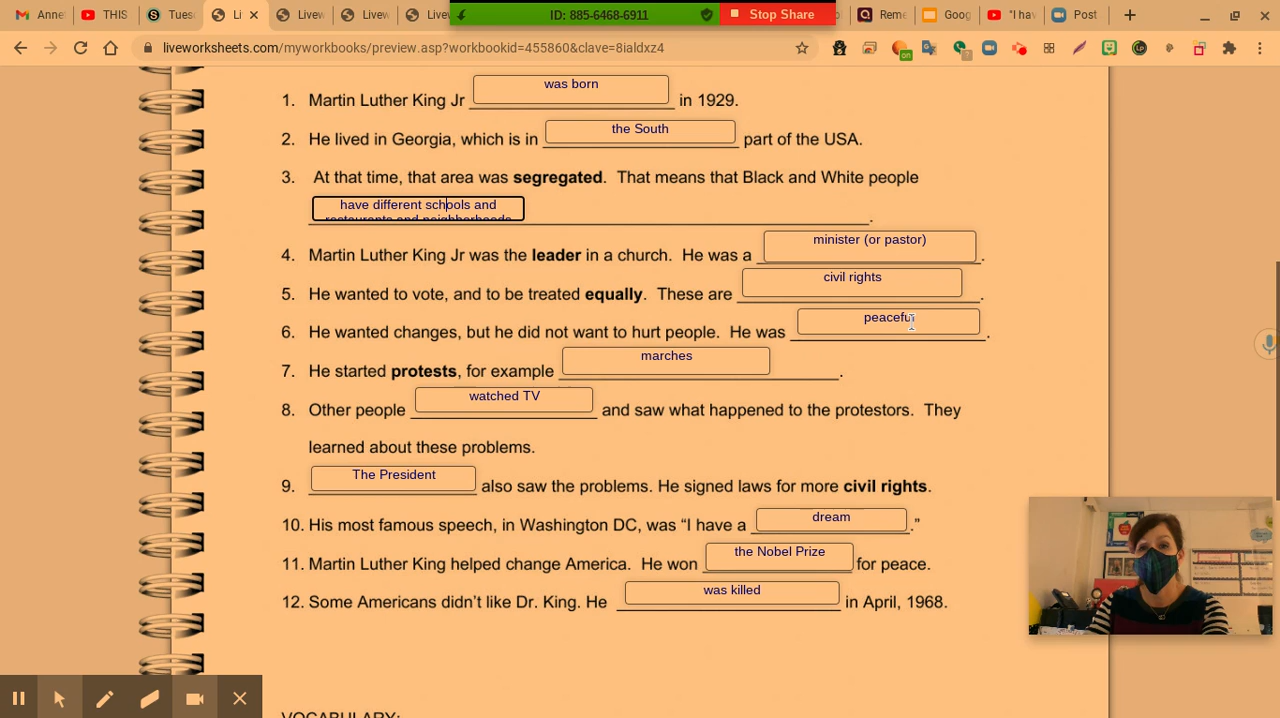 Anne
THIS
Tues
Li
Livew
Livew
Live
ID: 885-6468-6911
Stop Share
Reme
Goog
"I hav
Post
liveworksheets.com/myworkbooks/preview.asp?workbookid=455860&clave=8ialdxz4
on
1. Martin Luther King Jr was born in 1929.
2. He lived in Georgia, which is in the South part of the USA.
3. At that time, that area was segregated. That means that Black and White people
have different schools and
restaurants and neighborhoods .
4. Martin Luther King Jr was the leader in a church. He was a minister (or pastor) .
5. He wanted to vote, and to be treated equally. These are civil rights .
6. He wanted changes, but he did not want to hurt people. He was peaceful .
7. He started protests, for example marches .
8. Other people watched TV and saw what happened to the protestors. They
learned about these problems.
9. The President also saw the problems. He signed laws for more civil rights.
10. His most famous speech, in Washington DC, was “I have a dream .”
11. Martin Luther King helped change America. He won the Nobel Prize for peace.
12. Some Americans didn’t like Dr. King. He was killed in April, 1968.
VOCABULARY: